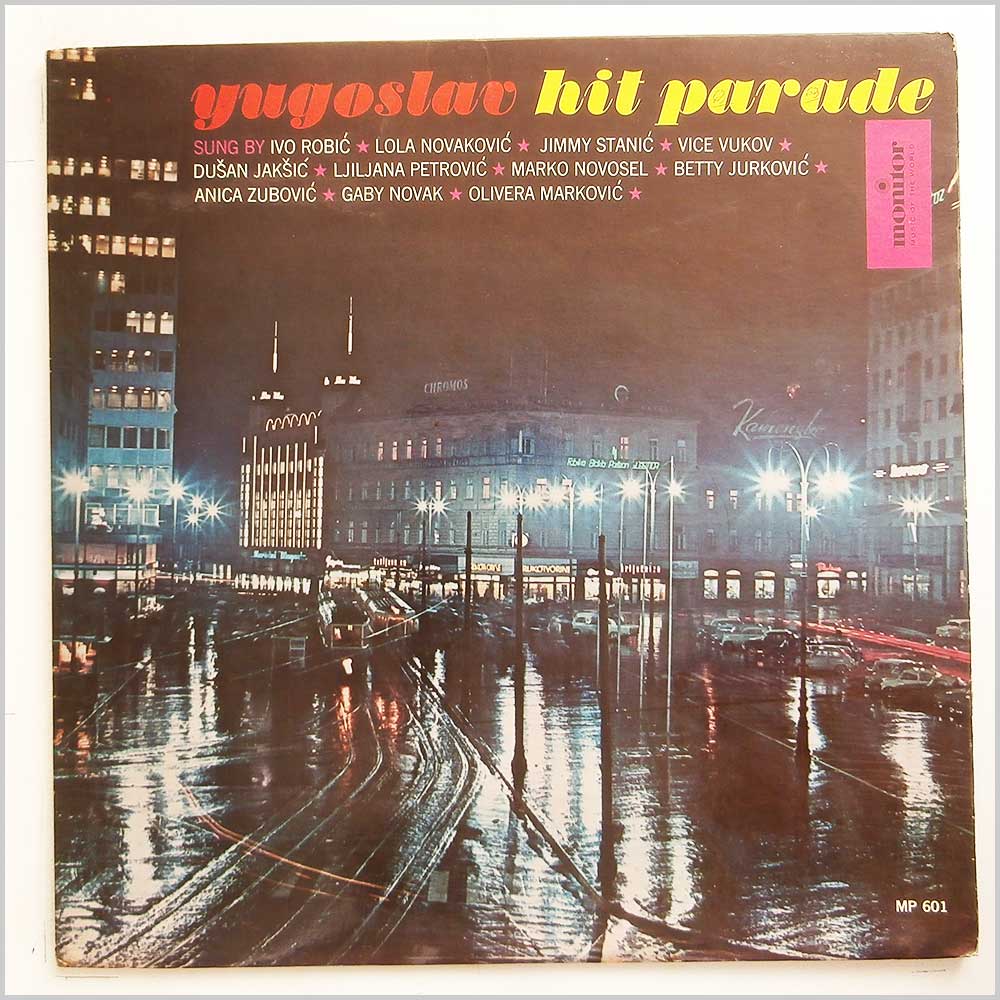 yugoslav hit parade
SUNG BY IVO ROBIĆ ★ LOLA NOVAKOVIĆ ★ JIMMY STANIĆ ★ VICE VUKOV ★
DUŠAN JAKŠIĆ ★ LJILJANA PETROVIĆ ★ MARKO NOVOSEL ★ BETTY JURKOVIĆ ★
ANICA ZUBOVIĆ ★ GABY NOVAK ★ OLIVERA MARKOVIĆ ★
monitor
MUSIC OF THE WORLD
CHROMOS
MP 601